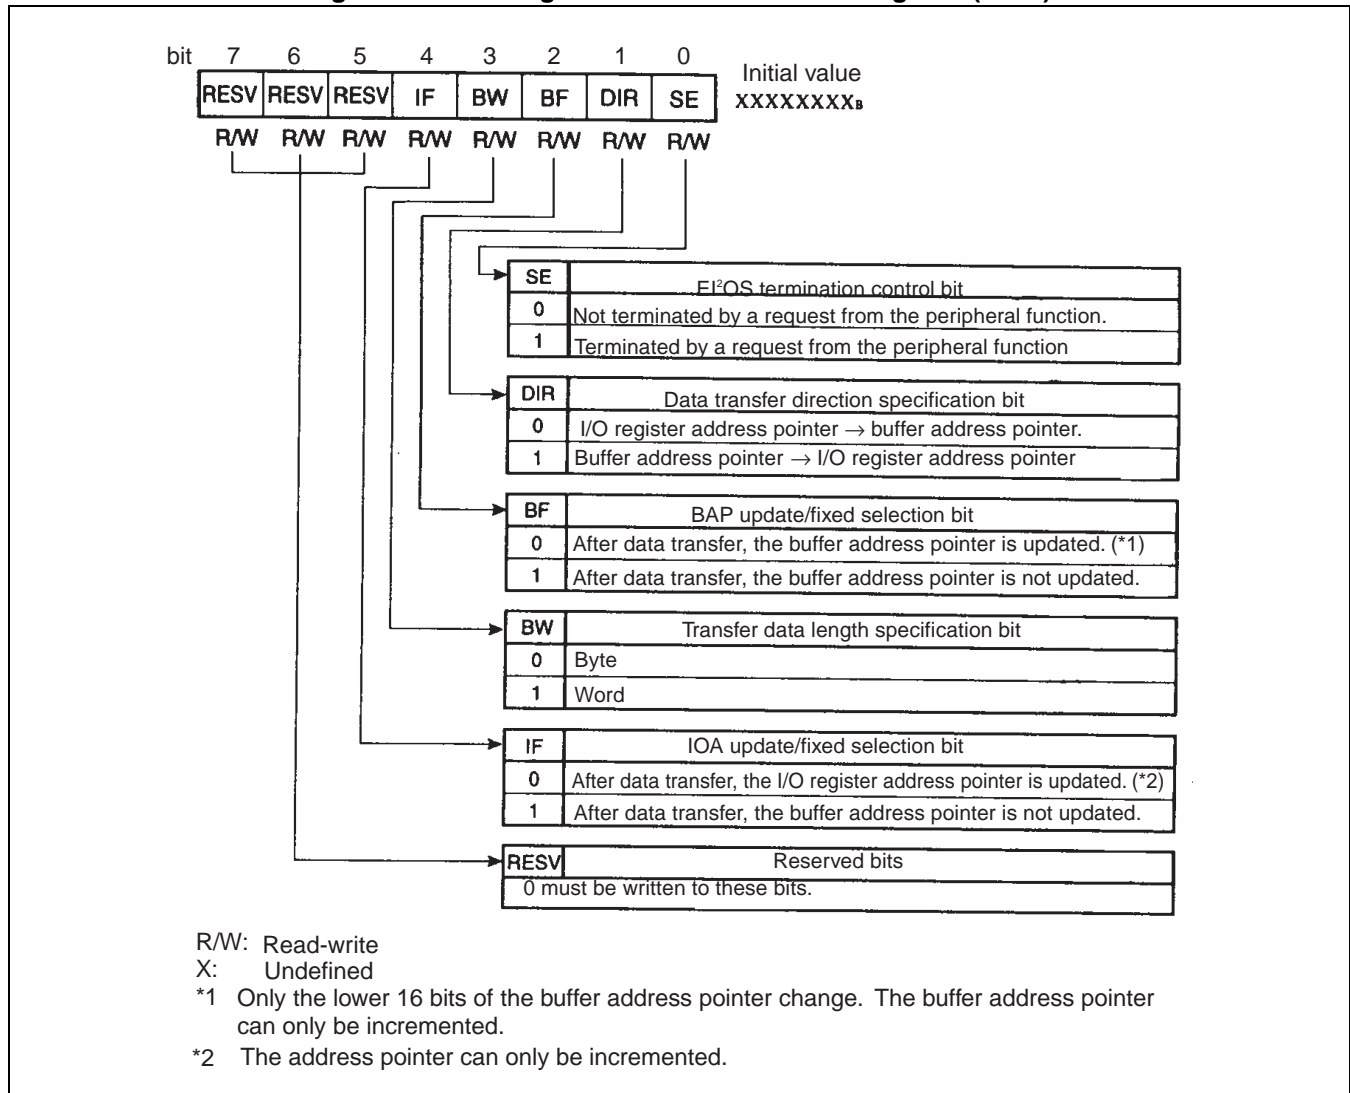 bit 7 6 5 4 3 2 1 0
Initial value
RESV RESV RESV IF BW BF DIR SE XXXXXXXXB
R/W R/W R/W R/W R/W R/W R/W R/W
SE EI²OS termination control bit
0 Not terminated by a request from the peripheral function.
1 Terminated by a request from the peripheral function
DIR Data transfer direction specification bit
0 I/O register address pointer → buffer address pointer.
1 Buffer address pointer → I/O register address pointer
BF BAP update/fixed selection bit
0 After data transfer, the buffer address pointer is updated. (*1)
1 After data transfer, the buffer address pointer is not updated.
BW Transfer data length specification bit
0 Byte
1 Word
IF IOA update/fixed selection bit
0 After data transfer, the I/O register address pointer is updated. (*2)
1 After data transfer, the buffer address pointer is not updated.
RESV Reserved bits
0 must be written to these bits.
R/W: Read-write
X: Undefined
*1 Only the lower 16 bits of the buffer address pointer change. The buffer address pointer
can only be incremented.
*2 The address pointer can only be incremented.